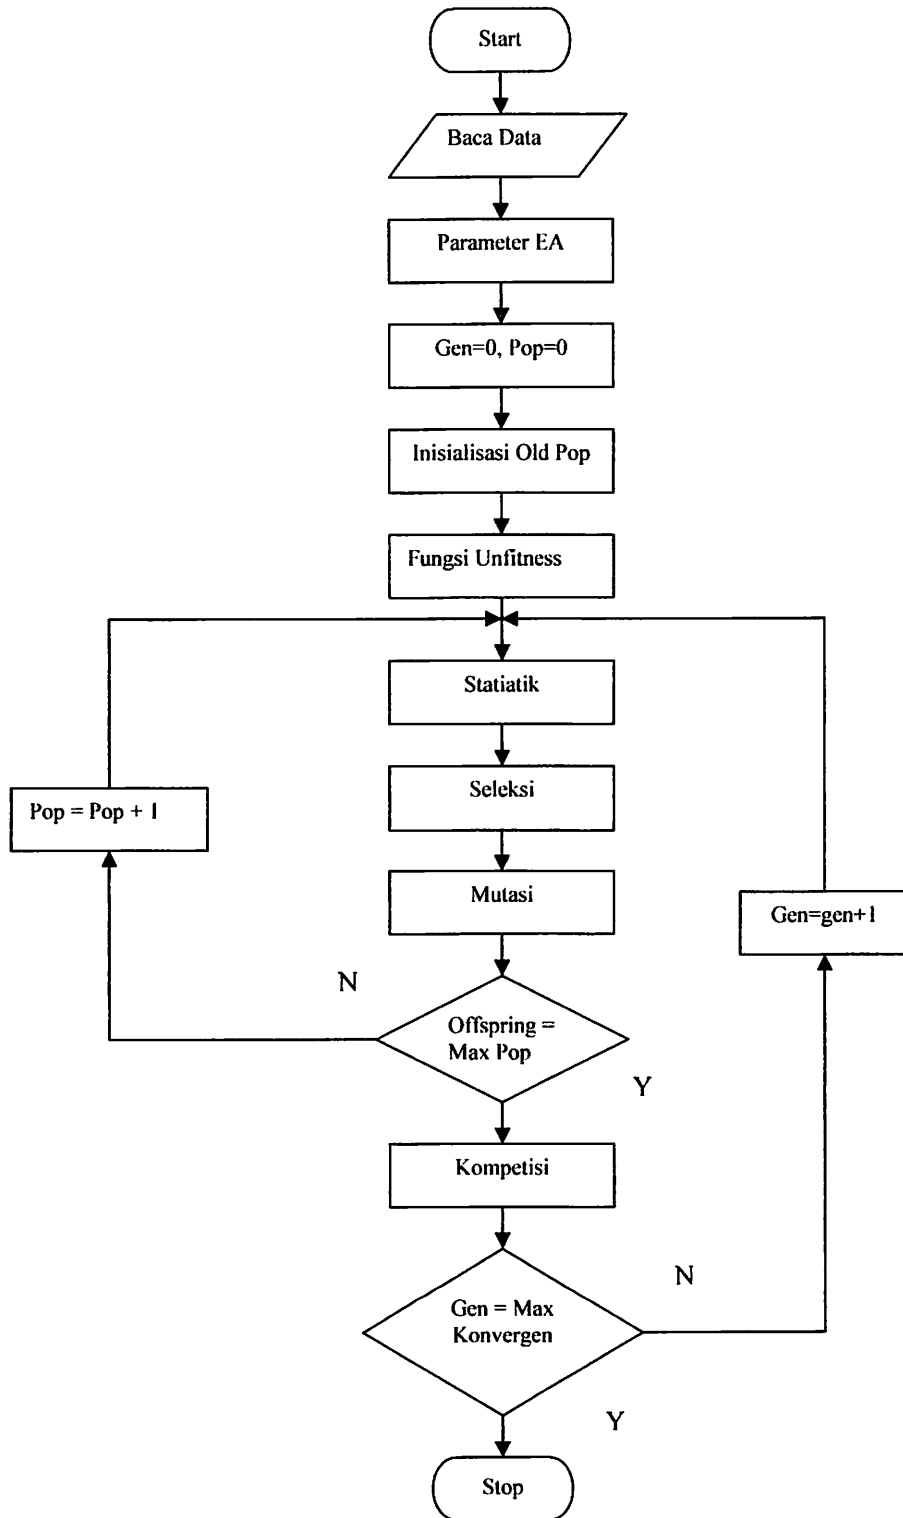 Start
Baca Data
Parameter EA
Gen=0, Pop=0
Inisialisasi Old Pop
Fungsi Unfitness
Statiatik
Seleksi
Pop = Pop + 1
Mutasi
Gen=gen+1
N
Offspring =
Max Pop
Y
Kompetisi
N
Gen = Max
Konvergen
Y
Stop